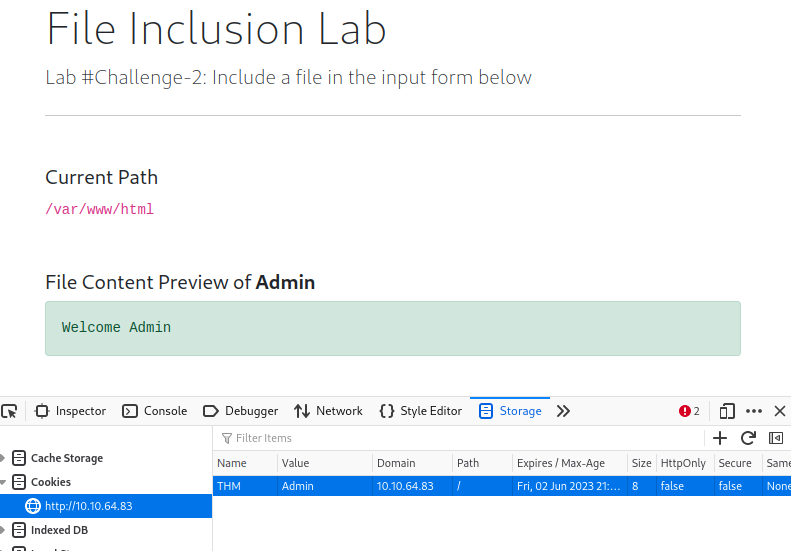 File Inclusion Lab
Lab #Challenge-2: Include a file in the input form below
Current Path
/var/www/html
File Content Preview of Admin
Welcome Admin
Inspector Console Debugger Network Style Editor Storage 2
Filter Items
Cache Storage
Cookies
http://10.10.64.83
Indexed DB
Name Value Domain Path Expires / Max-Age Size HttpOnly Secure Same
THM Admin 10.10.64.83 / Fri, 02 Jun 2023 21:... 8 false false None